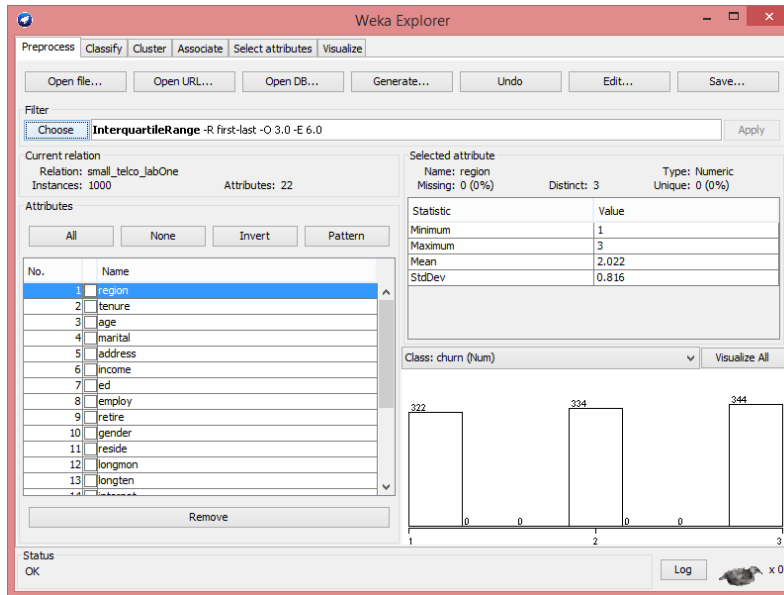 Weka Explorer
Preprocess Classify Cluster Associate Select attributes Visualize
Open file... Open URL... Open DB... Generate... Undo Edit... Save...
Filter
Choose InterquartileRange -R first-last -O 3.0 -E 6.0 Apply
Current relation
Relation: small_telco_labOne
Instances: 1000 Attributes: 22
Attributes
All None Invert Pattern
No. Name
1 region
2 tenure
3 age
4 marital
5 address
6 income
7 ed
8 employ
9 retire
10 gender
11 reside
12 longmon
13 longten
14 internet
Remove
Selected attribute
Name: region Type: Numeric
Missing: 0 (0%) Distinct: 3 Unique: 0 (0%)
Statistic Value
Minimum 1
Maximum 3
Mean 2.022
StdDev 0.816
Class: churn (Num) Visualize All
322 0 0 334 0 0 344
1 2 3
Status
OK Log x 0